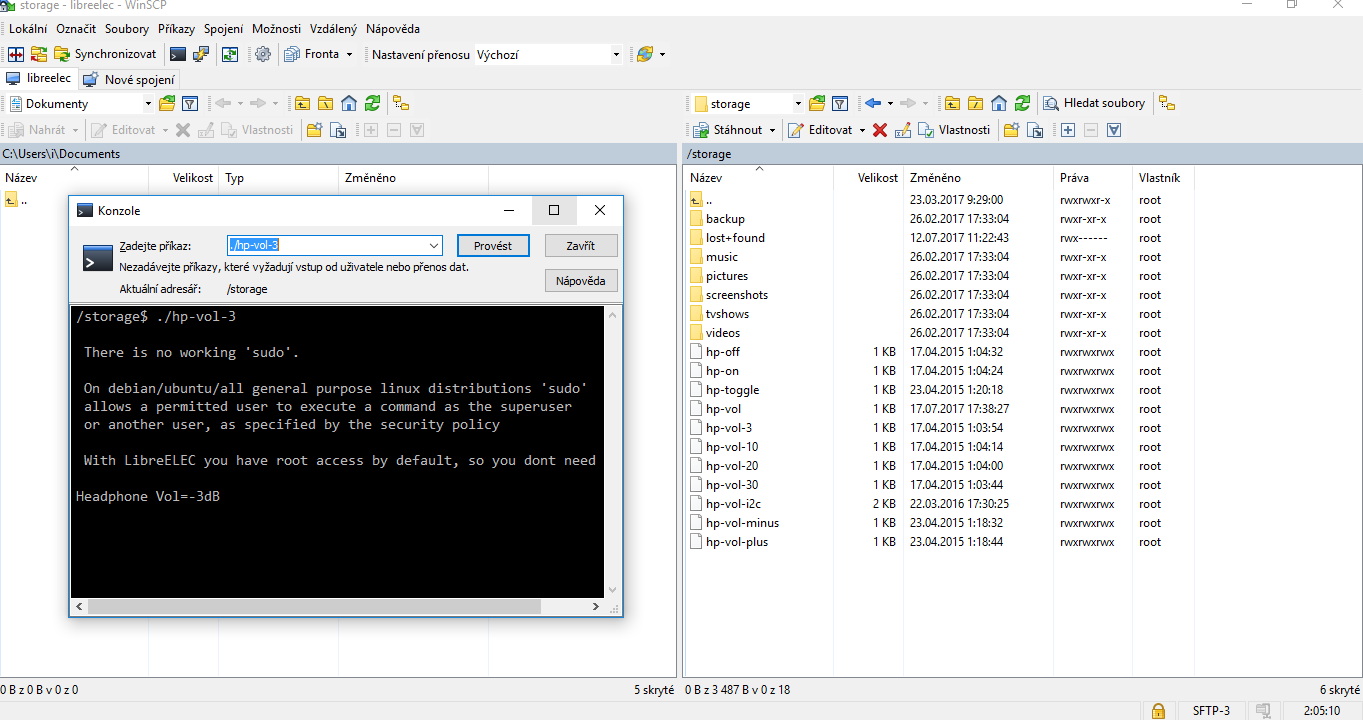 storage - libreelec - WinSCP
Lokální Označit Soubory Příkazy Spojení Možnosti Vzdálený Nápověda
Synchronizovat Fronta Nastavení přenosu Výchozí
libreelec Nové spojení
Dokumenty
Nahrát Editovat Vlastnosti
C:\Users\i\Documents
Název Velikost Typ Změněno
..
storage Hledat soubory
Stáhnout Editovat Vlastnosti
/storage
Název Velikost Změněno Práva Vlastník
.. 23.03.2017 9:29:00 rwxrwxr-x root
backup 26.02.2017 17:33:04 rwxr-xr-x root
lost+found 12.07.2017 11:22:43 rwx------ root
music 26.02.2017 17:33:04 rwxr-xr-x root
pictures 26.02.2017 17:33:04 rwxr-xr-x root
screenshots 26.02.2017 17:33:04 rwxr-xr-x root
tvshows 26.02.2017 17:33:04 rwxr-xr-x root
videos 26.02.2017 17:33:04 rwxr-xr-x root
hp-off 1 KB 17.04.2015 1:04:32 rwxrwxrwx root
hp-on 1 KB 17.04.2015 1:04:24 rwxrwxrwx root
hp-toggle 1 KB 23.04.2015 1:20:18 rwxrwxrwx root
hp-vol 1 KB 17.07.2017 17:38:27 rwxrwxrwx root
hp-vol-3 1 KB 17.04.2015 1:03:54 rwxrwxrwx root
hp-vol-10 1 KB 17.04.2015 1:04:14 rwxrwxrwx root
hp-vol-20 1 KB 17.04.2015 1:04:00 rwxrwxrwx root
hp-vol-30 1 KB 17.04.2015 1:03:44 rwxrwxrwx root
hp-vol-i2c 2 KB 22.03.2016 17:30:25 rwxrwxrwx root
hp-vol-minus 1 KB 23.04.2015 1:18:32 rwxrwxrwx root
hp-vol-plus 1 KB 23.04.2015 1:18:44 rwxrwxrwx root
Konzole
Zadejte příkaz: ./hp-vol-3 Provést Zavřít
Nezadávejte příkazy, které vyžadují vstup od uživatele nebo přenos dat.
Nápověda
Aktuální adresář: /storage
/storage$ ./hp-vol-3
There is no working 'sudo'.
On debian/ubuntu/all general purpose linux distributions 'sudo'
allows a permitted user to execute a command as the superuser
or another user, as specified by the security policy
With LibreELEC you have root access by default, so you dont need
Headphone Vol=-3dB
0 B z 0 B v 0 z 0 5 skryté
0 B z 3 487 B v 0 z 18 6 skryté
SFTP-3 2:05:10